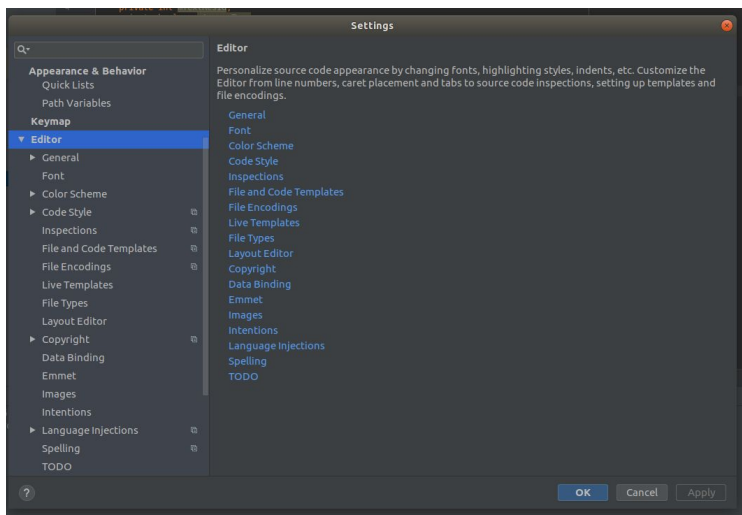 private int
Settings
Appearance & Behavior
Quick Lists
Path Variables
Keymap
Editor
General
Font
Color Scheme
Code Style
Inspections
File and Code Templates
File Encodings
Live Templates
File Types
Layout Editor
Copyright
Data Binding
Emmet
Images
Intentions
Language Injections
Spelling
TODO
Editor
Personalize source code appearance by changing fonts, highlighting styles, indents, etc. Customize the
Editor from line numbers, caret placement and tabs to source code inspections, setting up templates and
file encodings.
General
Font
Color Scheme
Code Style
Inspections
File and Code Templates
File Encodings
Live Templates
File Types
Layout Editor
Copyright
Data Binding
Emmet
Images
Intentions
Language Injections
Spelling
TODO
?
OK
Cancel
Apply